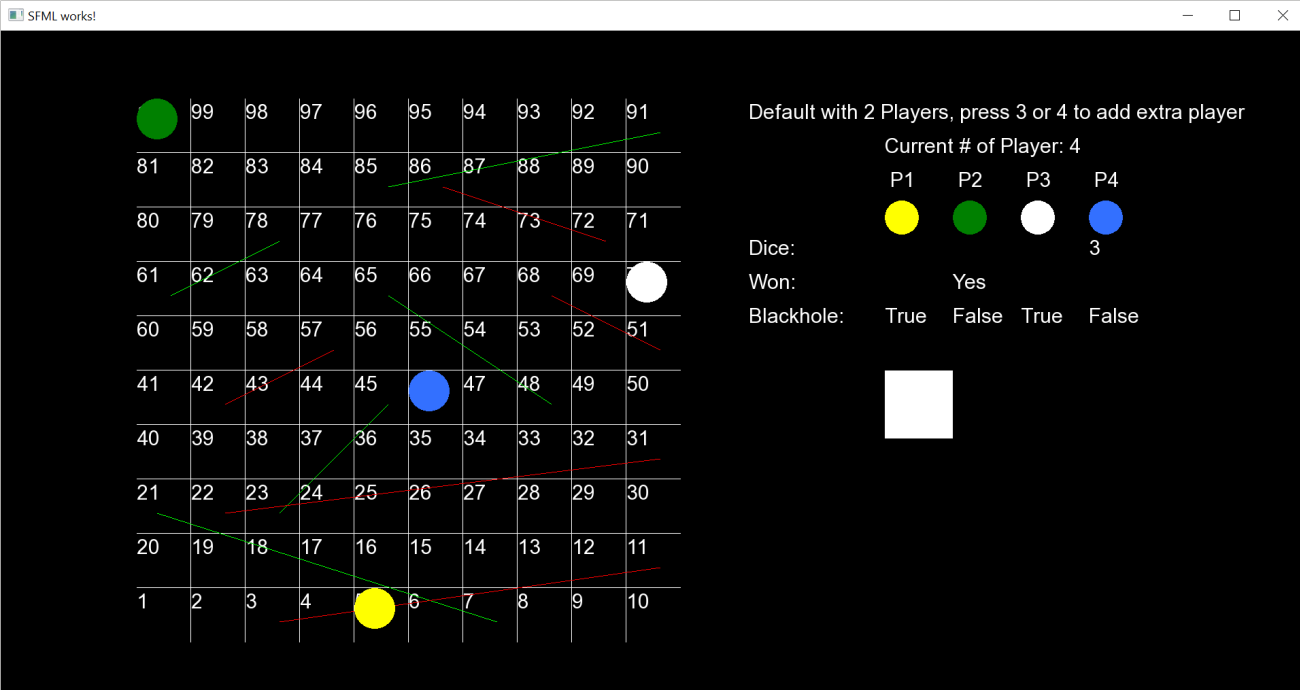 SFML works!
99 98 97 96 95 94 93 92 91
81 82 83 84 85 86 87 88 89 90
80 79 78 77 76 75 74 73 72 71
61 62 63 64 65 66 67 68 69
60 59 58 57 56 55 54 53 52 51
41 42 43 44 45 47 48 49 50
40 39 38 37 36 35 34 33 32 31
21 22 23 24 25 26 27 28 29 30
20 19 18 17 16 15 14 13 12 11
1 2 3 4 6 7 8 9 10
Default with 2 Players, press 3 or 4 to add extra player
Current # of Player: 4
P1 P2 P3 P4
Dice: 3
Won: Yes
Blackhole: True False True False